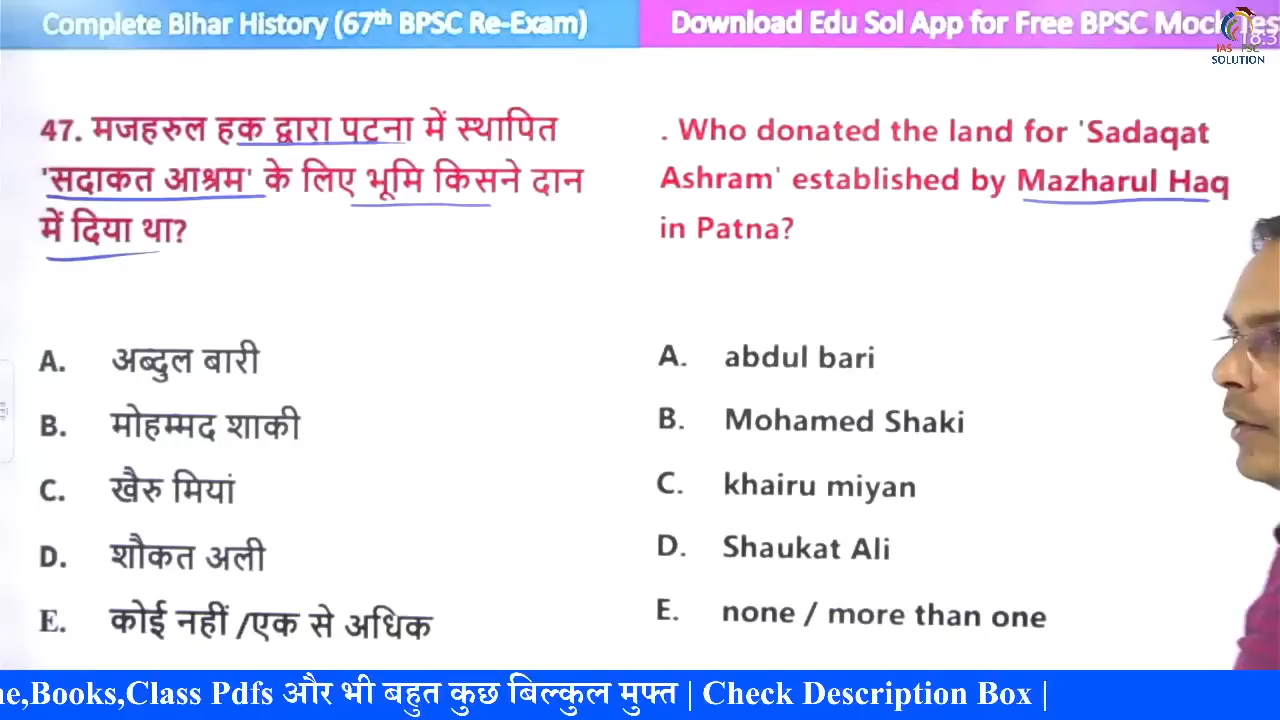 Complete Bihar History (67th BPSC Re-Exam)
Download Edu Sol App for Free BPSC Mock
18:3
IAS PSC
SOLUTION
47. मजहरुल हक द्वारा पटना में स्थापित
'सदाकत आश्रम' के लिए भूमि किसने दान
में दिया था?
. Who donated the land for 'Sadaqat
Ashram' established by Mazharul Haq
in Patna?
A. अब्दुल बारी
B. मोहम्मद शाकी
C. खैरु मियां
D. शौकत अली
E. कोई नहीं /एक से अधिक
A. abdul bari
B. Mohamed Shaki
C. khairu miyan
D. Shaukat Ali
E. none / more than one
ne,Books,Class Pdfs और भी बहुत कुछ बिल्कुल मुफ्त | Check Description Box |